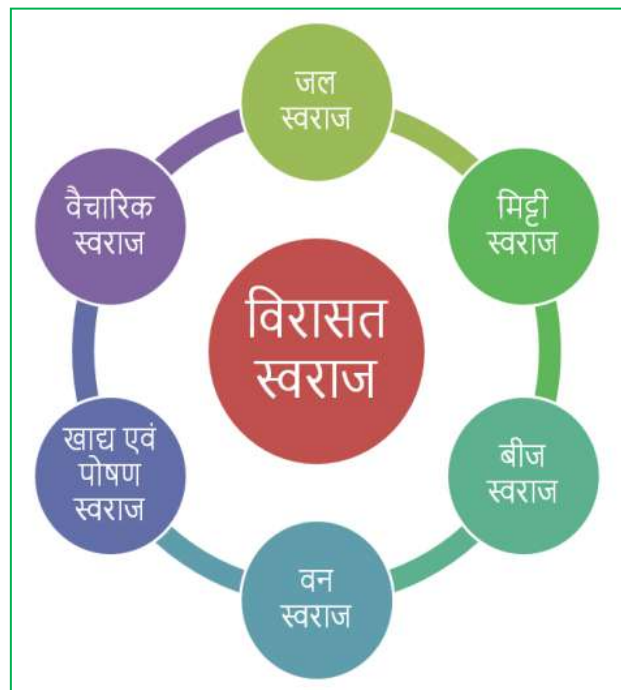 जल
स्वराज
मिट्टी
स्वराज
बीज
स्वराज
वन
स्वराज
खाद्य एवं
पोषण
स्वराज
वैचारिक
स्वराज
विरासत
स्वराज